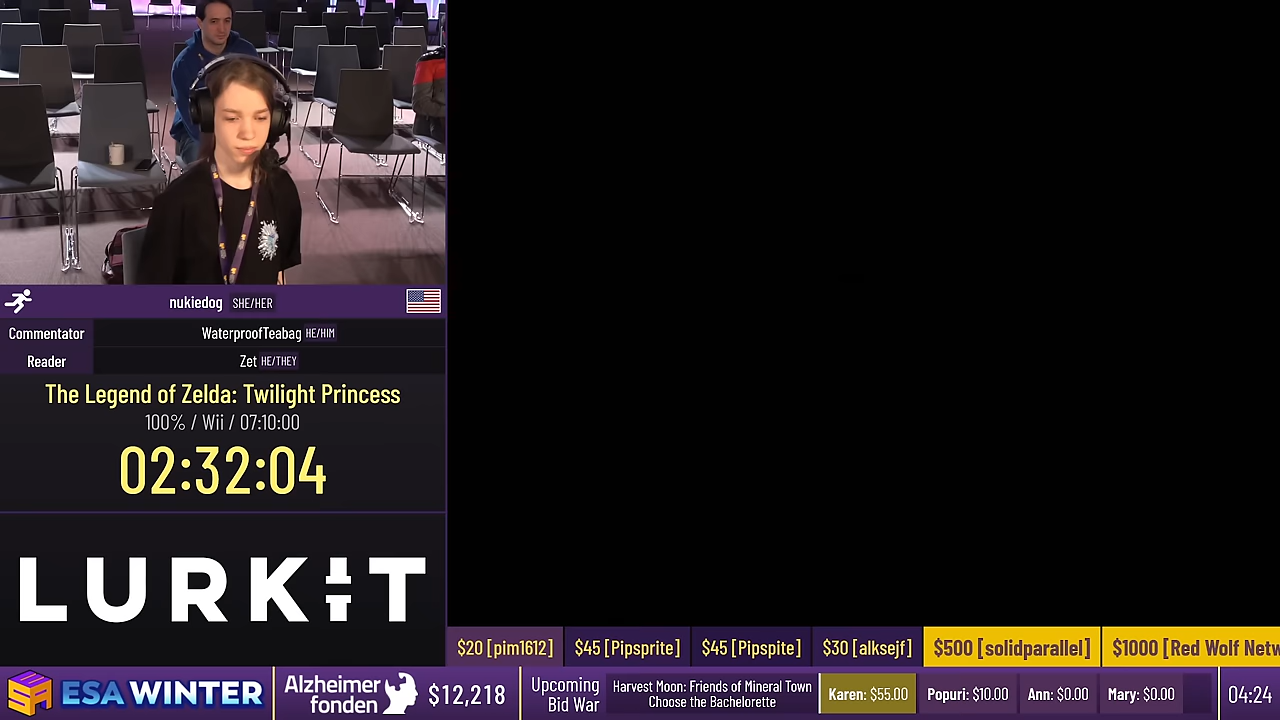 nukiedog SHE/HER
Commentator WaterproofTeabag HE/HIM
Reader Zet HE/THEY
The Legend of Zelda: Twilight Princess
100% / Wii / 07:10:00
02:32:04
LURKIT
$20 [pim1612] $45 [Pipsprite] $45 [Pipspite] $30 [alksejf] $500 [solidparallel] $1000 [Red Wolf Netw
ESA WINTER
Alzheimer
fonden
$12,218
Upcoming
Bid War
Harvest Moon: Friends of Mineral Town
Choose the Bachelorette
Karen: $55.00 Popuri: $10.00 Ann: $0.00 Mary: $0.00
04:24